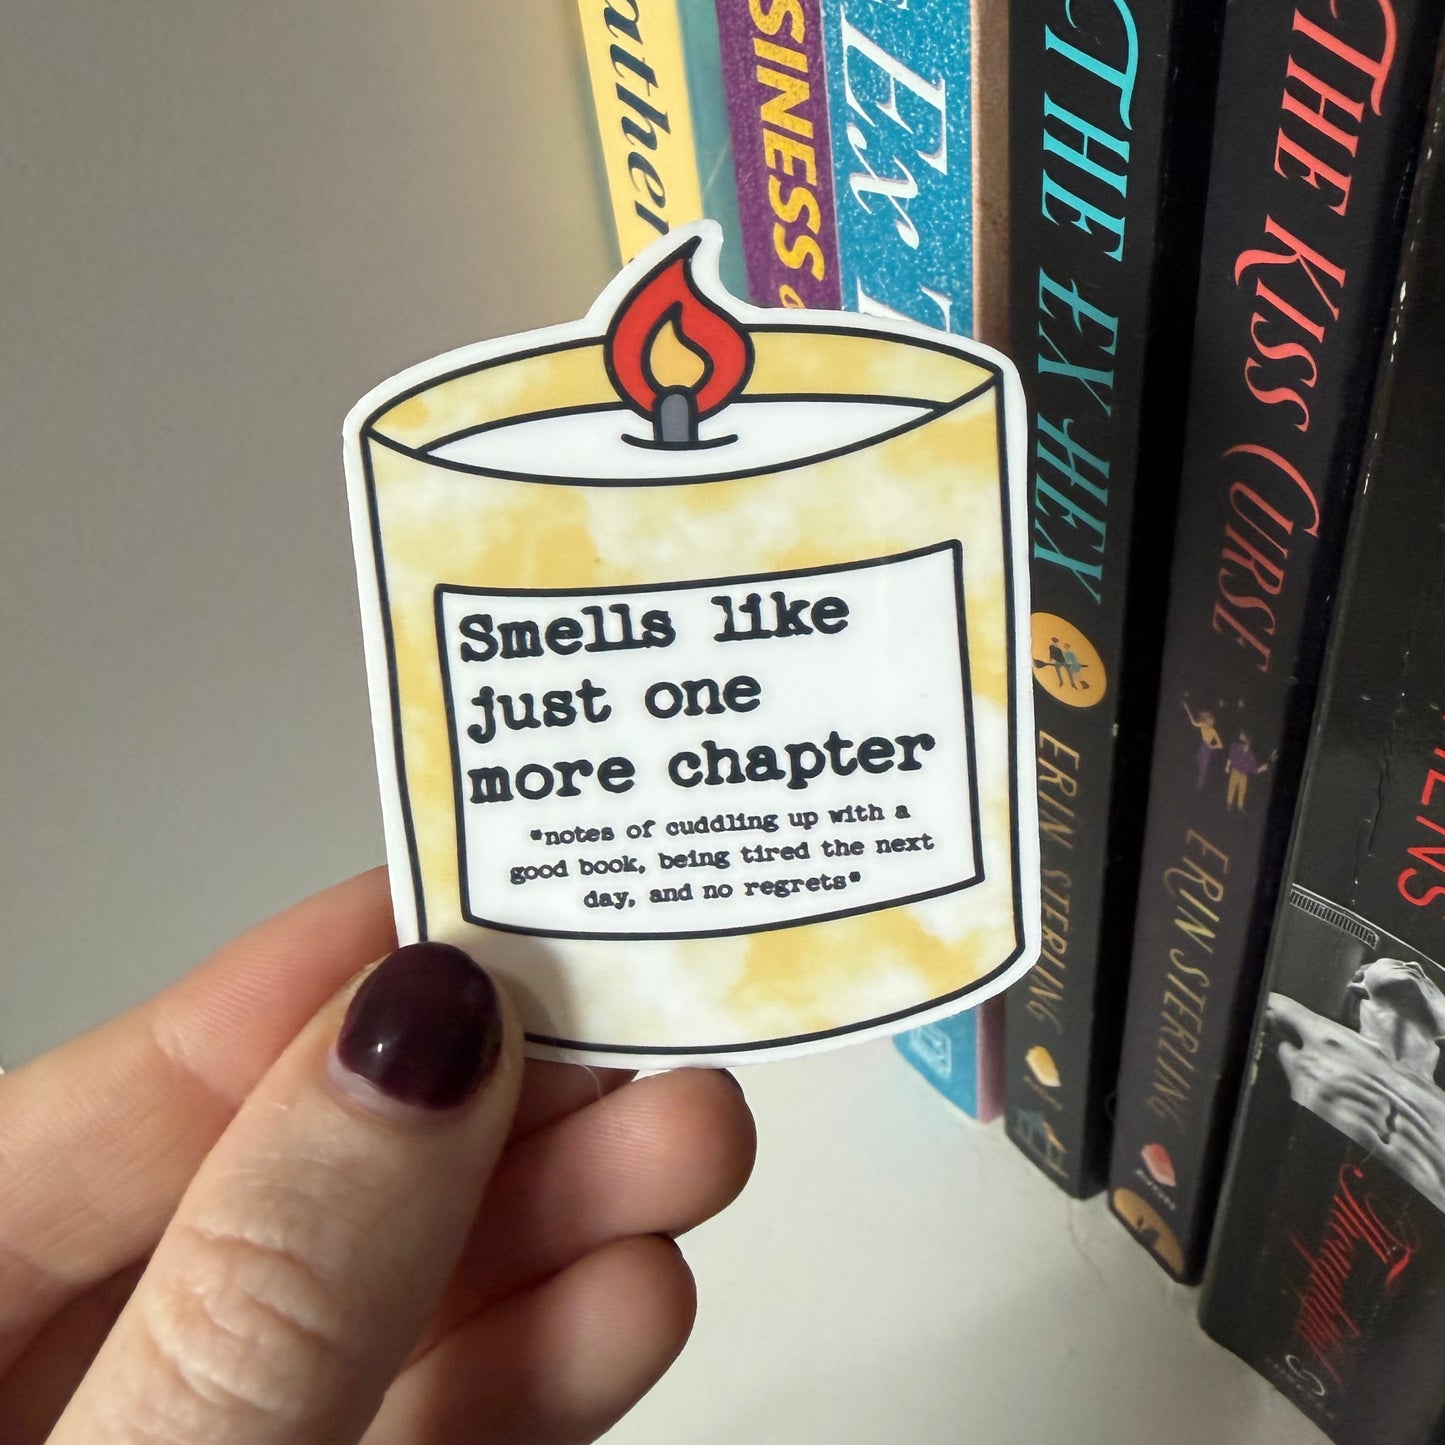 Smells like
just one
more chapter
*notes of cuddling up with a
good book, being tired the next
day, and no regrets*
THE EX HEX
ERIN STERLING
THE KISS CURSE
ERIN STERLING